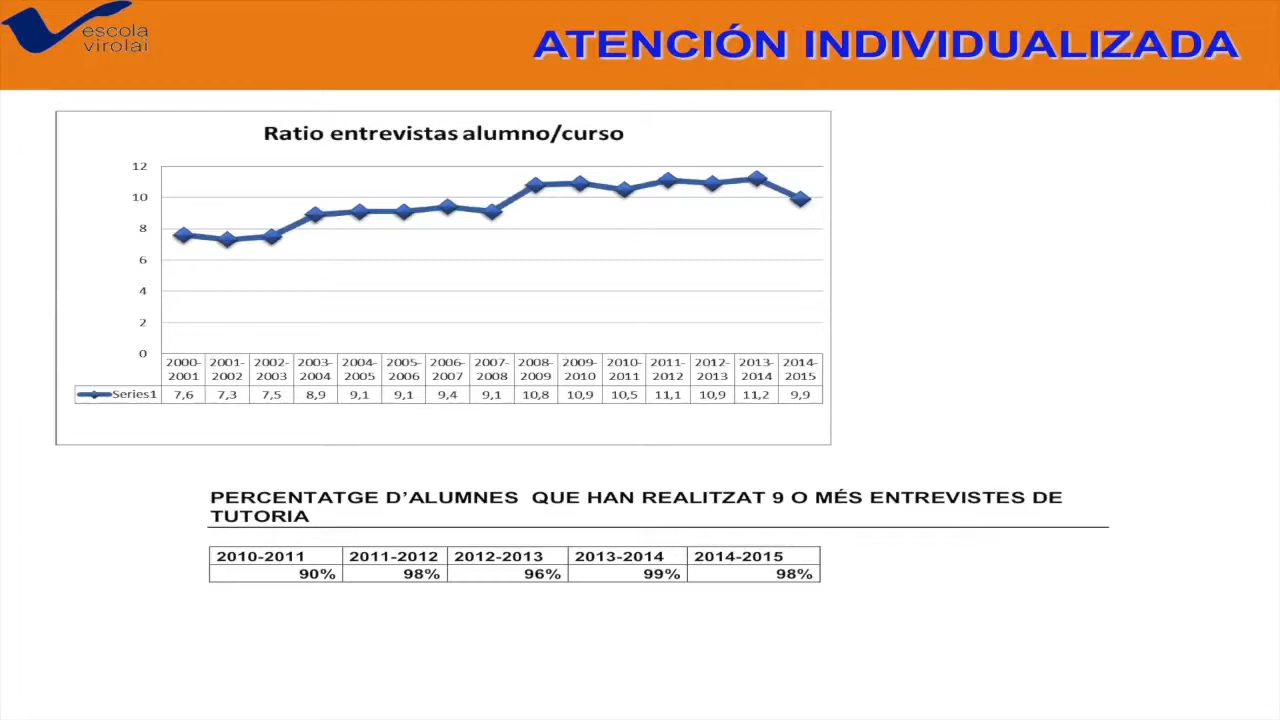 escola
virolai
ATENCIÓN INDIVIDUALIZADA
Ratio entrevistas alumno/curso
12
10
8
6
4
2
0
2000-2001 2001-2002 2002-2003 2003-2004 2004-2005 2005-2006 2006-2007 2007-2008 2008-2009 2009-2010 2010-2011 2011-2012 2012-2013 2013-2014 2014-2015
Series1 7,6 7,3 7,5 8,9 9,1 9,1 9,4 9,1 10,8 10,9 10,5 11,1 10,9 11,2 9,9
PERCENTATGE D’ALUMNES QUE HAN REALITZAT 9 O MÉS ENTREVISTES DE
TUTORIA
2010-2011 2011-2012 2012-2013 2013-2014 2014-2015
90% 98% 96% 99% 98%